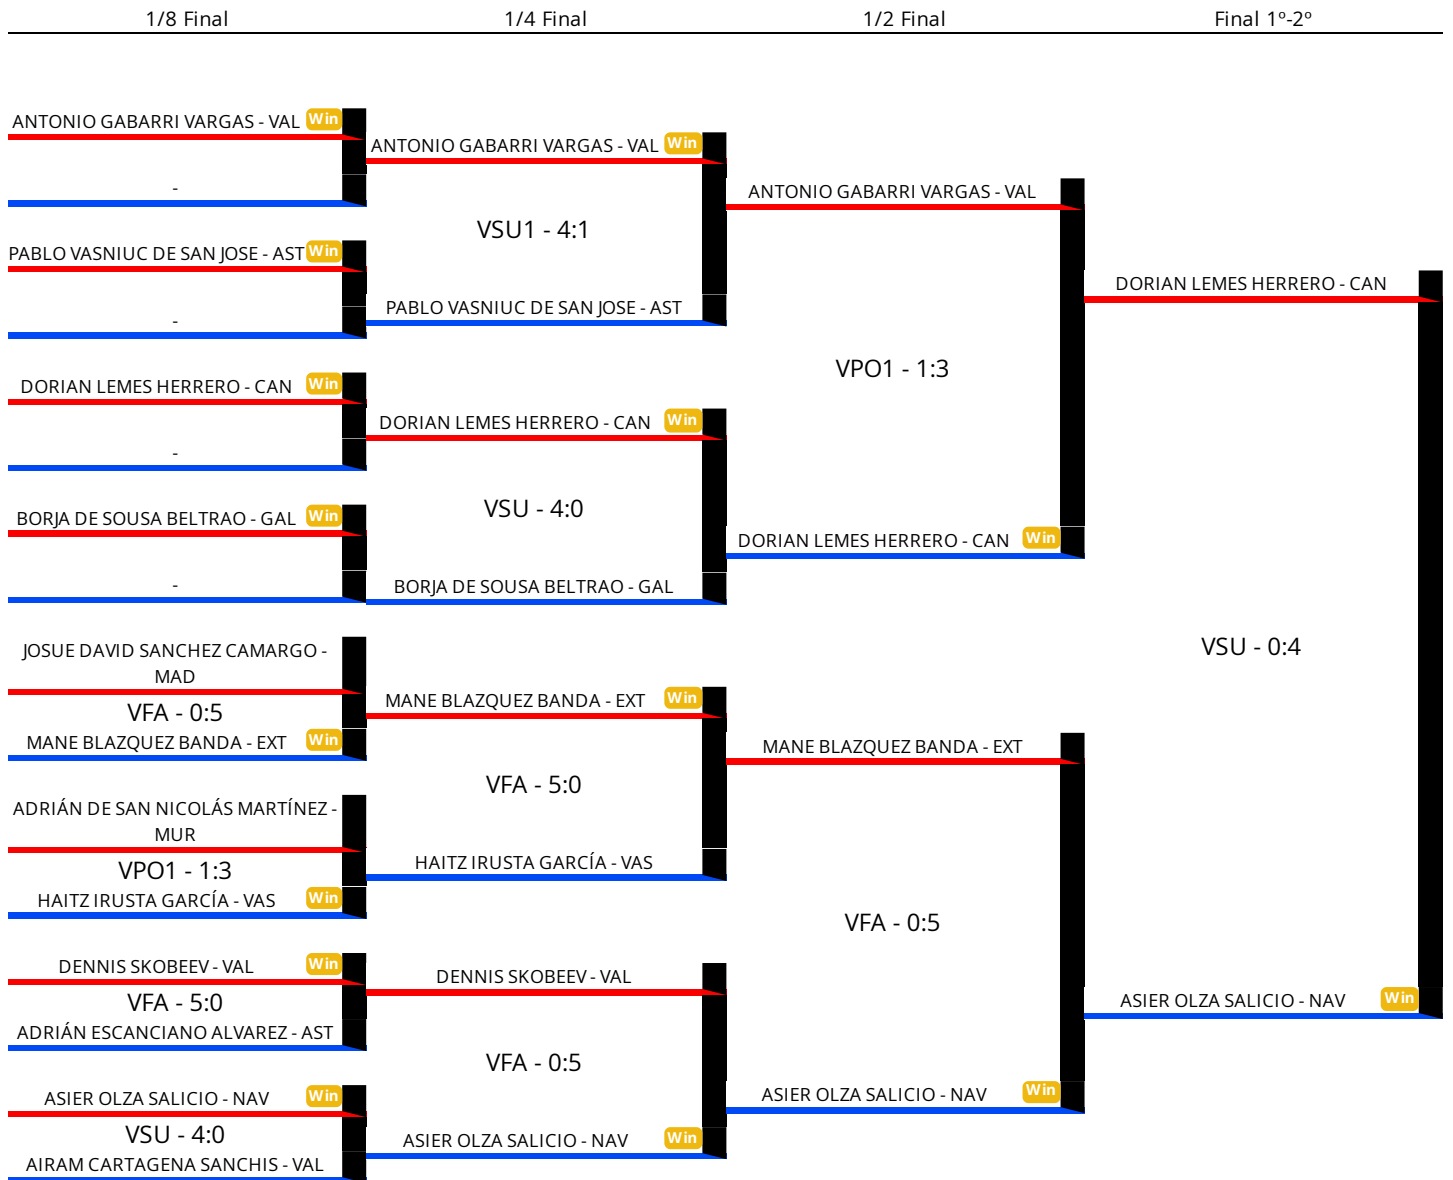 1/8 Final
1/4 Final
1/2 Final
Final 1º-2º
ANTONIO GABARRI VARGAS - VAL Win
-
PABLO VASNIUC DE SAN JOSE - AST Win
-
DORIAN LEMES HERRERO - CAN Win
-
BORJA DE SOUSA BELTRAO - GAL Win
-
JOSUE DAVID SANCHEZ CAMARGO -
MAD
VFA - 0:5
MANE BLAZQUEZ BANDA - EXT Win
ADRIÁN DE SAN NICOLÁS MARTÍNEZ -
MUR
VPO1 - 1:3
HAITZ IRUSTA GARCÍA - VAS Win
DENNIS SKOBEEV - VAL Win
VFA - 5:0
ADRIÁN ESCANCIANO ALVAREZ - AST
ASIER OLZA SALICIO - NAV Win
VSU - 4:0
AIRAM CARTAGENA SANCHIS - VAL
ANTONIO GABARRI VARGAS - VAL Win
VSU1 - 4:1
PABLO VASNIUC DE SAN JOSE - AST
DORIAN LEMES HERRERO - CAN Win
VSU - 4:0
BORJA DE SOUSA BELTRAO - GAL
MANE BLAZQUEZ BANDA - EXT Win
VFA - 5:0
HAITZ IRUSTA GARCÍA - VAS
DENNIS SKOBEEV - VAL
VFA - 0:5
ASIER OLZA SALICIO - NAV Win
ANTONIO GABARRI VARGAS - VAL
VPO1 - 1:3
DORIAN LEMES HERRERO - CAN Win
MANE BLAZQUEZ BANDA - EXT
VFA - 0:5
ASIER OLZA SALICIO - NAV Win
DORIAN LEMES HERRERO - CAN
VSU - 0:4
ASIER OLZA SALICIO - NAV Win